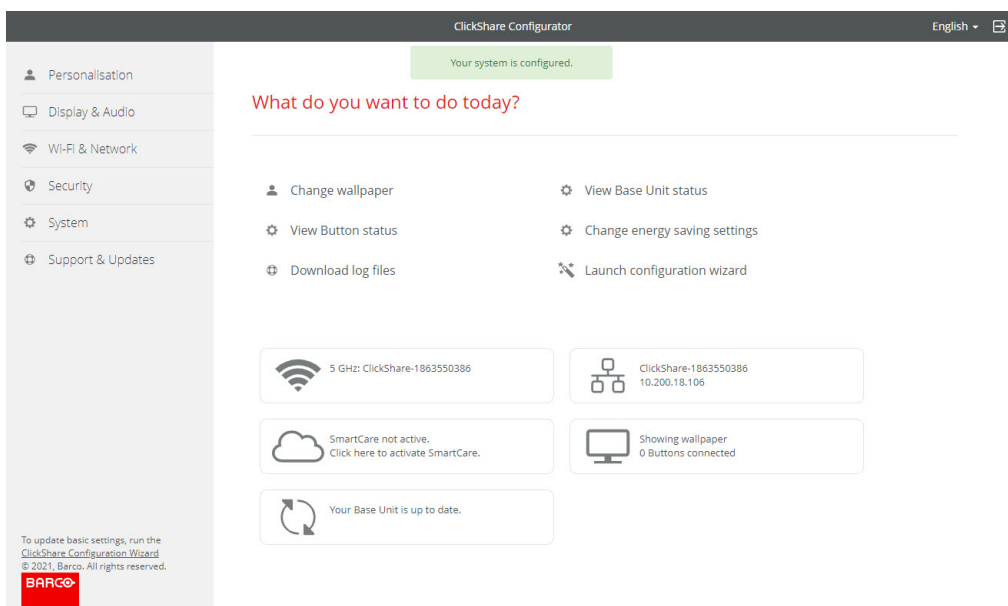 ClickShare Configurator
English
Your system is configured.
Personalisation
Display & Audio
Wi-Fi & Network
Security
System
Support & Updates
What do you want to do today?
Change wallpaper
View Base Unit status
View Button status
Change energy saving settings
Download log files
Launch configuration wizard
5 GHz: ClickShare-1863550386
ClickShare-1863550386
10.200.18.106
SmartCare not active.
Click here to activate SmartCare.
Showing wallpaper
0 Buttons connected
Your Base Unit is up to date.
To update basic settings, run the
ClickShare Configuration Wizard
© 2021, Barco. All rights reserved.
BARCO